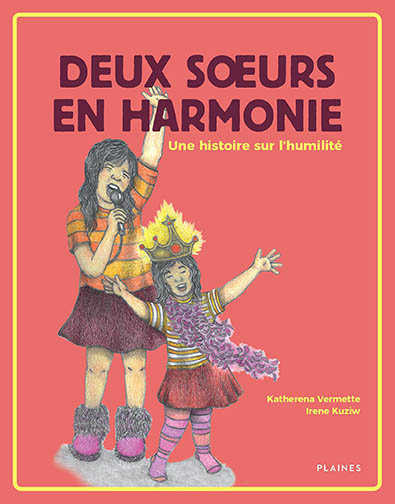 DEUX SŒURS
EN HARMONIE
Une histoire sur l'humilité
Katherena Vermette
Irene Kuziw
PLAINES